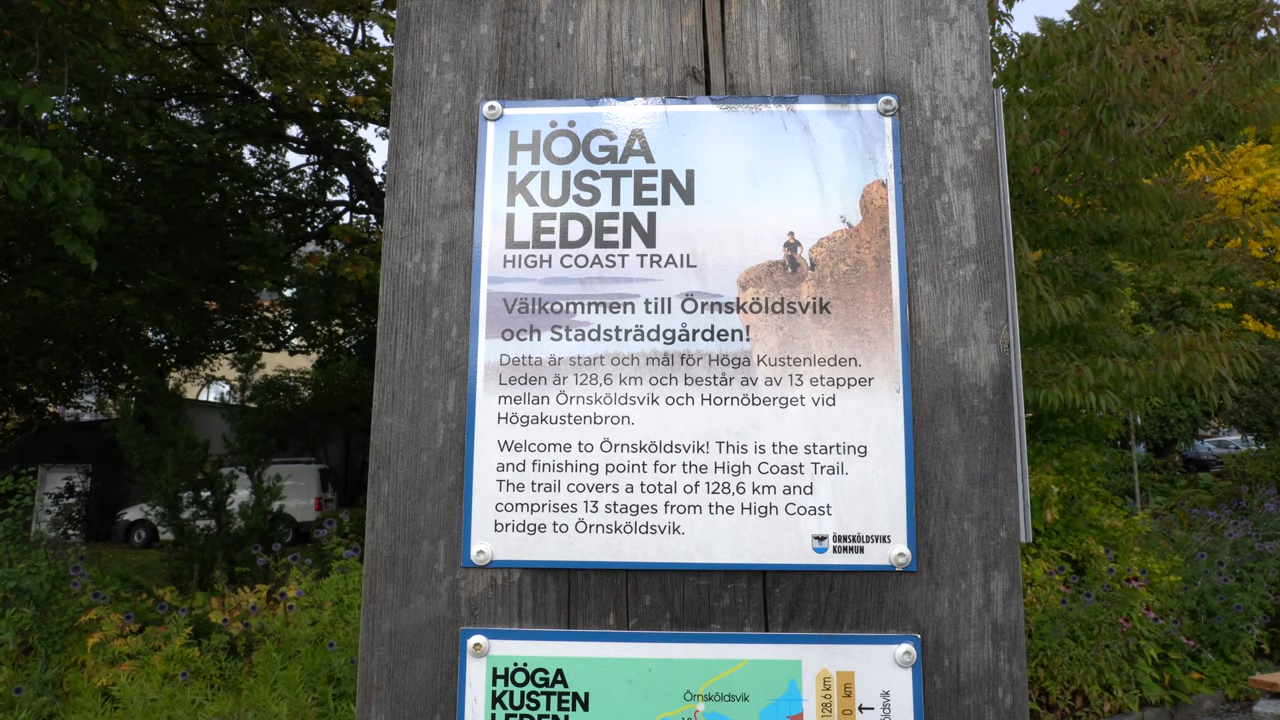 HÖGA
KUSTEN
LEDEN
HIGH COAST TRAIL
Välkommen till Örnsköldsvik
och Stadsträdgården!
Detta är start och mål för Höga Kustenleden.
Leden är 128,6 km och består av av 13 etapper
mellan Örnsköldsvik och Hornöberget vid
Högakustenbron.
Welcome to Örnsköldsvik! This is the starting
and finishing point for the High Coast Trail.
The trail covers a total of 128,6 km and
comprises 13 stages from the High Coast
bridge to Örnsköldsvik.
ÖRNSKÖLDSVIKS
KOMMUN
HÖGA
KUSTEN
LEDEN
Örnsköldsvik
128,6 km
0 km